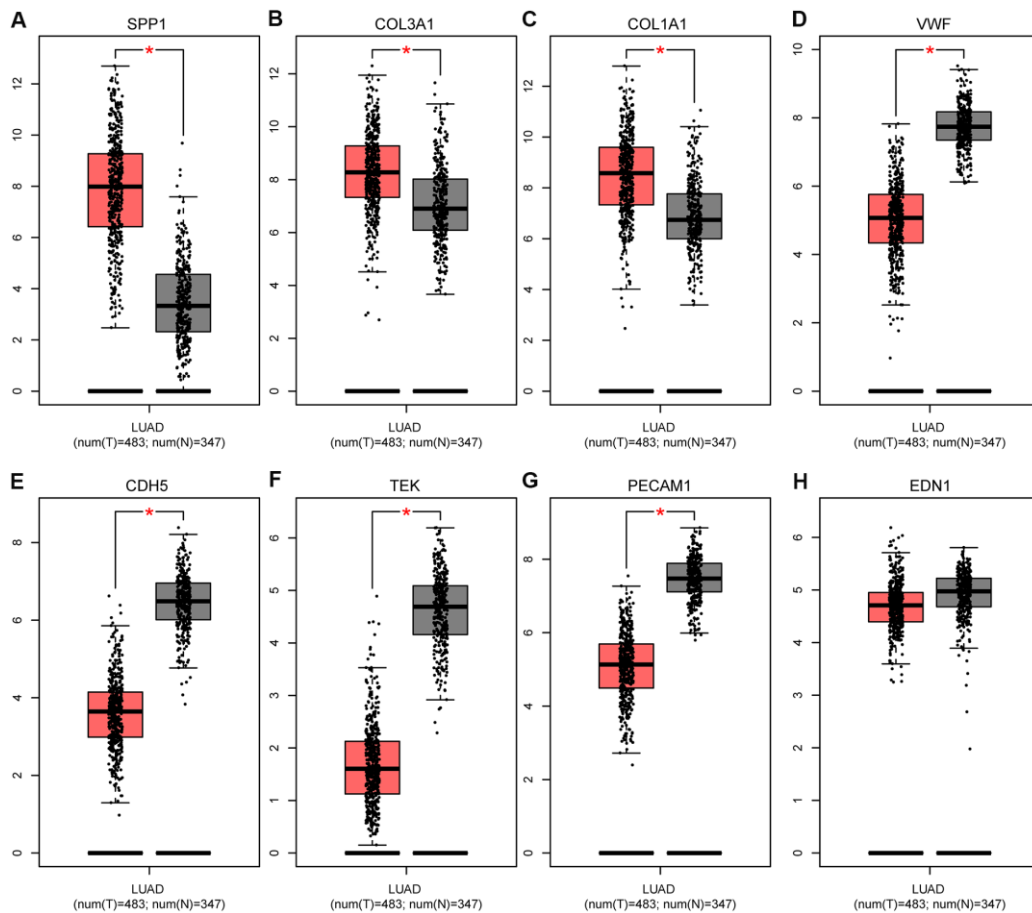 A
SPP1
*
0
2
4
6
8
10
12
LUAD
(num(T)=483; num(N)=347)
B
COL3A1
*
0
2
4
6
8
10
12
LUAD
(num(T)=483; num(N)=347)
C
COL1A1
*
0
2
4
6
8
10
12
LUAD
(num(T)=483; num(N)=347)
D
VWF
*
0
2
4
6
8
10
LUAD
(num(T)=483; num(N)=347)
E
CDH5
*
0
2
4
6
8
LUAD
(num(T)=483; num(N)=347)
F
TEK
*
0
1
2
3
4
5
6
LUAD
(num(T)=483; num(N)=347)
G
PECAM1
*
0
2
4
6
8
LUAD
(num(T)=483; num(N)=347)
H
EDN1
0
1
2
3
4
5
6
LUAD
(num(T)=483; num(N)=347)